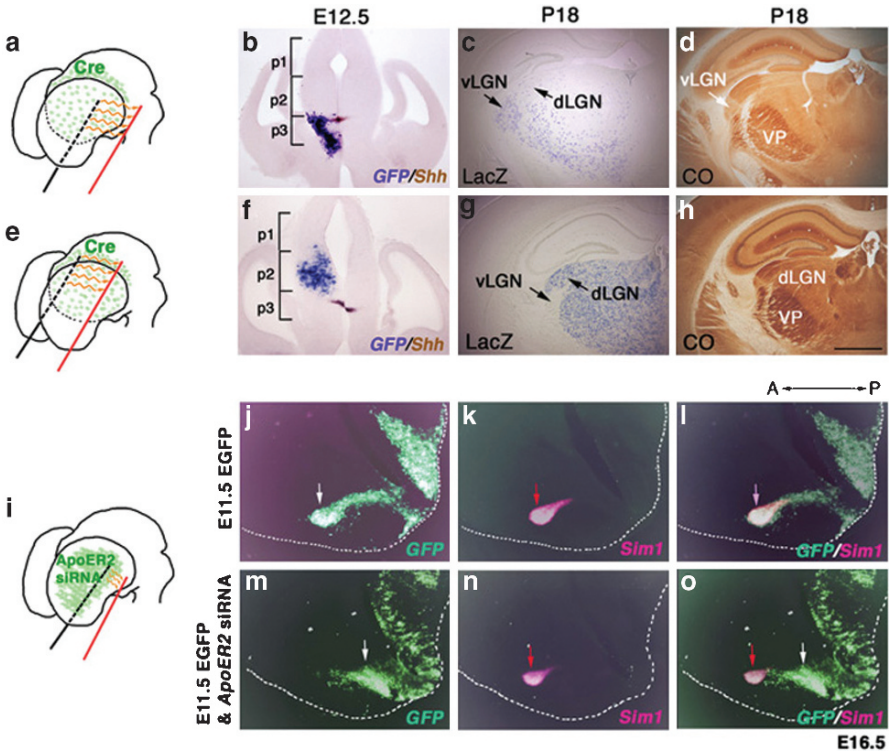 E12.5 P18 P18
a b c d
Cre
p1
p2
p3
GFP/Shh
vLGN
dLGN
LacZ
vLGN
VP
CO
e f g h
Cre
p1
p2
p3
GFP/Shh
vLGN
dLGN
LacZ
dLGN
VP
CO
A P
i j k l
E11.5 EGFP
GFP
Sim1
GFP/Sim1
ApoER2
siRNA
m n o
E11.5 EGFP
& ApoER2 siRNA
GFP
Sim1
GFP/Sim1
E16.5